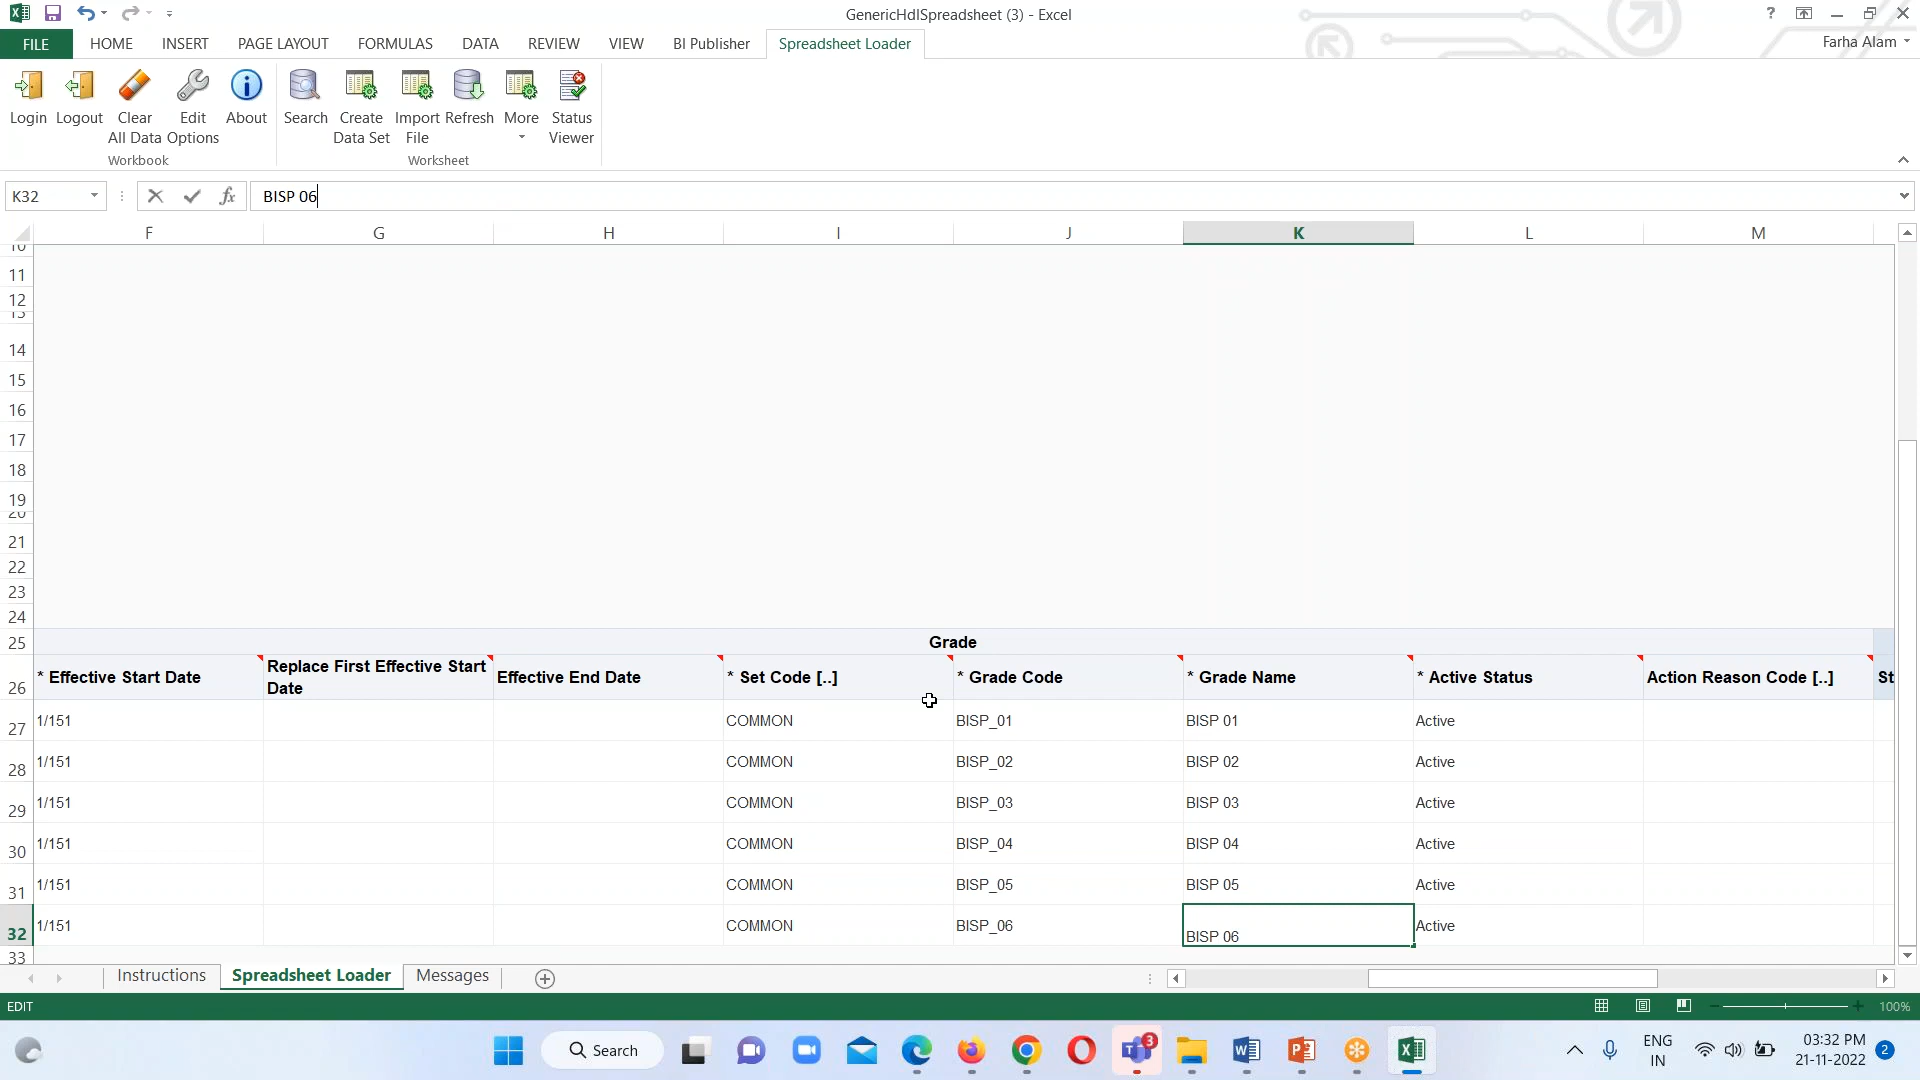 GenericHdlSpreadsheet (3) - Excel
FILE HOME INSERT PAGE LAYOUT FORMULAS DATA REVIEW VIEW BI Publisher Spreadsheet Loader
Farha Alam
Login Logout Clear All Data Edit Options About Search Create Data Set Import File Refresh More Status Viewer
Workbook Worksheet
K32 fx BISP 06
F G H I J K L M
10
11
12
13
14
15
16
17
18
19
20
21
22
23
24
25 Grade
26 * Effective Start Date Replace First Effective Start Date Effective End Date * Set Code [..] * Grade Code * Grade Name * Active Status Action Reason Code [..] St
27 1/151 COMMON BISP_01 BISP 01 Active
28 1/151 COMMON BISP_02 BISP 02 Active
29 1/151 COMMON BISP_03 BISP 03 Active
30 1/151 COMMON BISP_04 BISP 04 Active
31 1/151 COMMON BISP_05 BISP 05 Active
32 1/151 COMMON BISP_06 BISP 06 Active
33
Instructions Spreadsheet Loader Messages
EDIT 100%
Search
3
ENG
IN
03:32 PM
21-11-2022
2